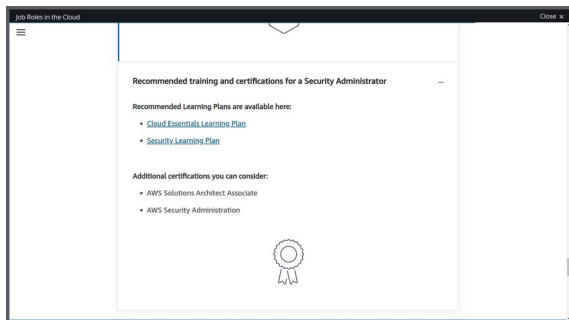 Job Roles in the Cloud
Close ×
Recommended training and certifications for a Security Administrator
Recommended Learning Plans are available here:
• Cloud Essentials Learning Plan
• Security Learning Plan
Additional certifications you can consider:
• AWS Solutions Architect Associate
• AWS Security Administration